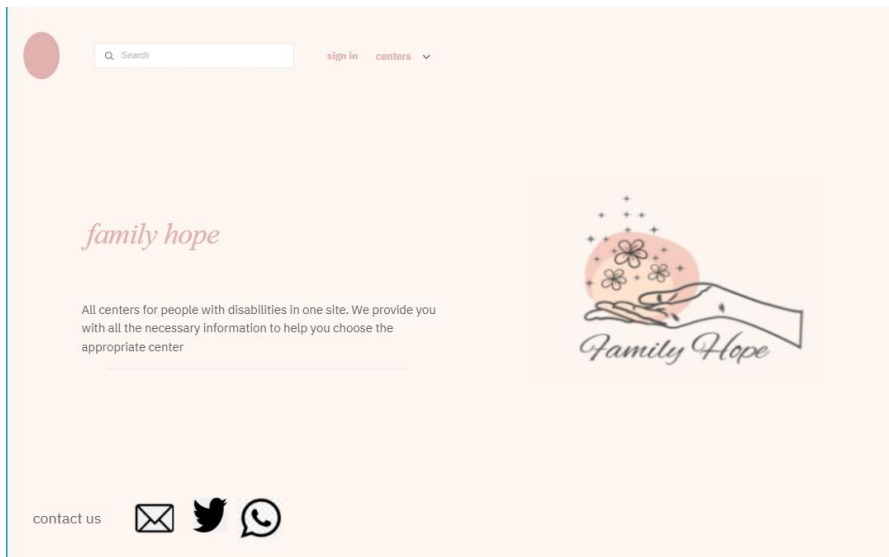 Search
sign in
centers
family hope
All centers for people with disabilities in one site. We provide you
with all the necessary information to help you choose the
appropriate center
Family Hope
contact us